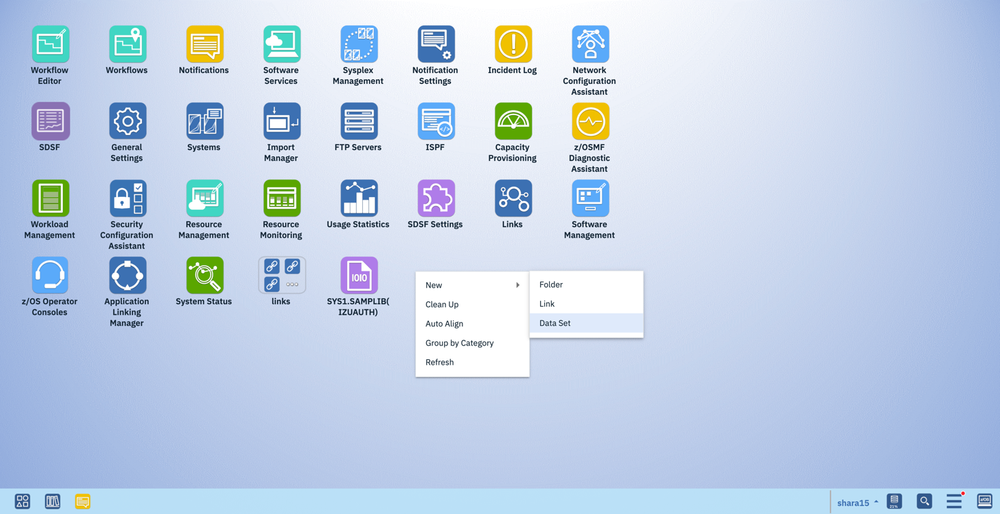 Workflow
Editor
Workflows
Notifications
Software
Services
Sysplex
Management
Notification
Settings
Incident Log
Network
Configuration
Assistant
SDSF
General
Settings
Systems
Import
Manager
FTP Servers
ISPF
Capacity
Provisioning
z/OSMF
Diagnostic
Assistant
Workload
Management
Security
Configuration
Assistant
Resource
Management
Resource
Monitoring
Usage Statistics
SDSF Settings
Links
Software
Management
z/OS Operator
Consoles
Application
Linking
Manager
System Status
links
IOIO
SYS1.SAMPLIB(
IZUAUTH)
New
Clean Up
Auto Align
Group by Category
Refresh
Folder
Link
Data Set
shara15
21%
z/OS